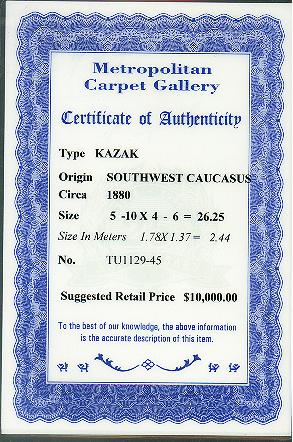 Metropolitan
Carpet Gallery
Certificate of Authenticity
Type KAZAK
Origin SOUTHWEST CAUCASUS
Circa 1880
Size 5 -10 X 4 - 6 = 26.25
Size In Meters 1.78X 1.37 = 2.44
No. TU1129-45
Suggested Retail Price $10,000.00
To the best of our knowledge, the above information
is the accurate description of this item.